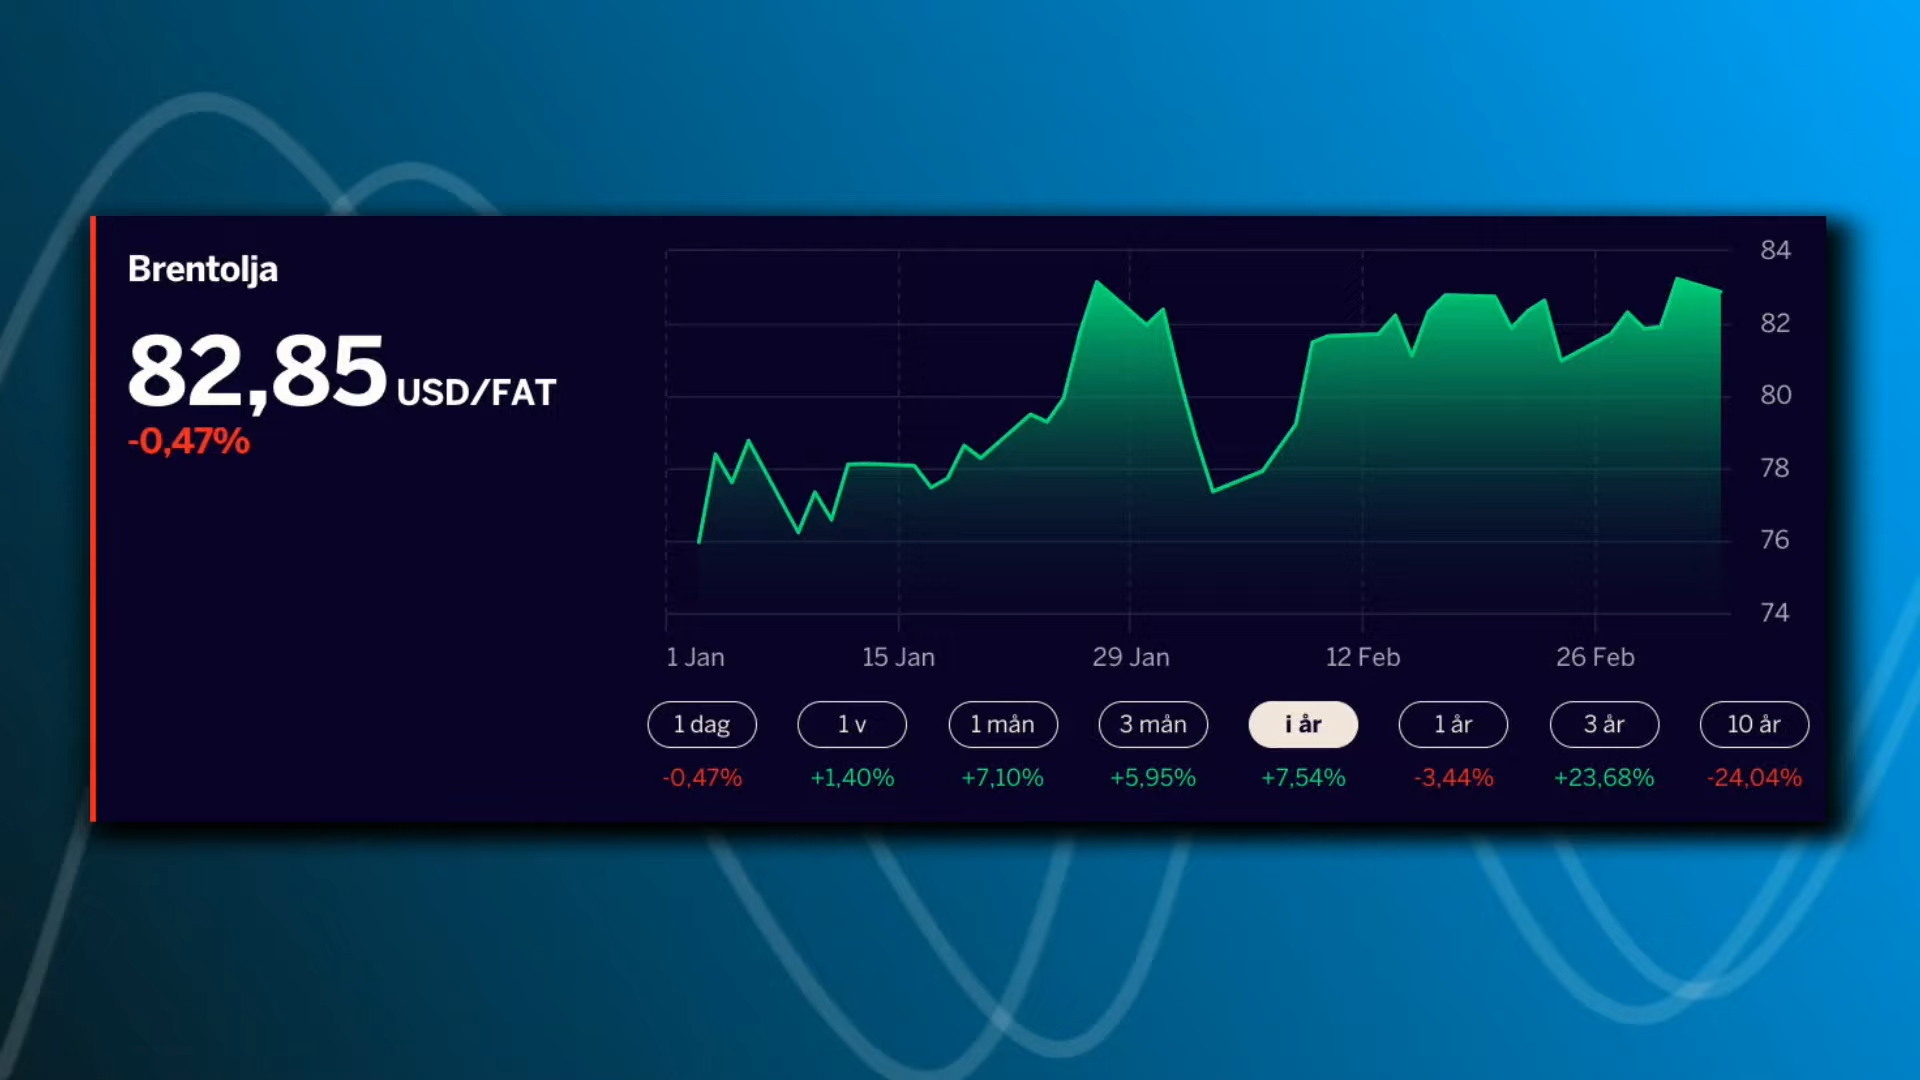 Brentolja
82,85 USD/FAT
-0,47%
84
82
80
78
76
74
1 Jan 15 Jan 29 Jan 12 Feb 26 Feb
1 dag 1 v 1 mån 3 mån i år 1 år 3 år 10 år
-0,47% +1,40% +7,10% +5,95% +7,54% -3,44% +23,68% -24,04%